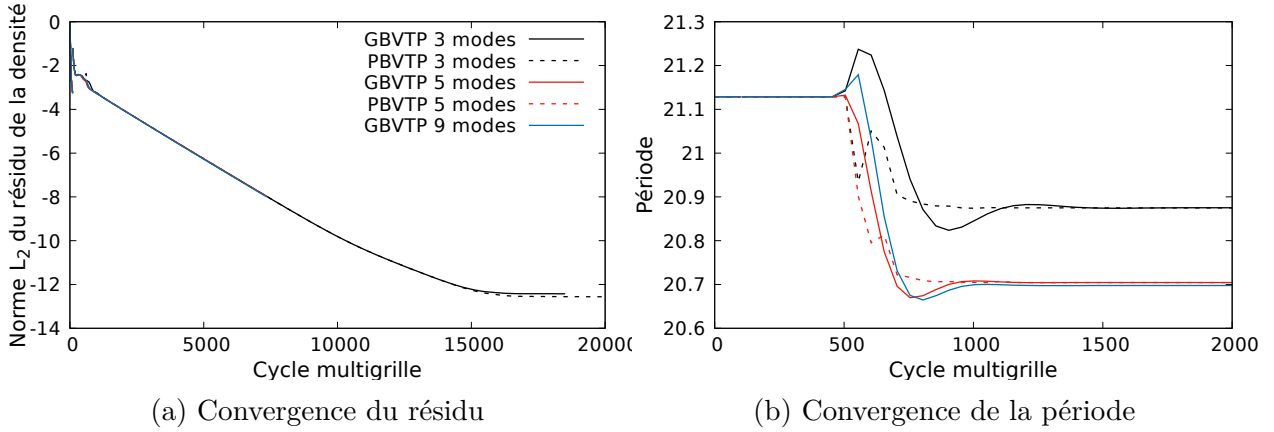 0
-2
-4
-6
-8
-10
-12
-14
Norme L2 du résidu de la densité
GBVTP 3 modes
PBVTP 3 modes
GBVTP 5 modes
PBVTP 5 modes
GBVTP 9 modes
0 5000 10000 15000 20000
Cycle multigrille
(a) Convergence du résidu
21.3
21.2
21.1
21
20.9
20.8
20.7
20.6
Période
0 500 1000 1500 2000
Cycle multigrille
(b) Convergence de la période